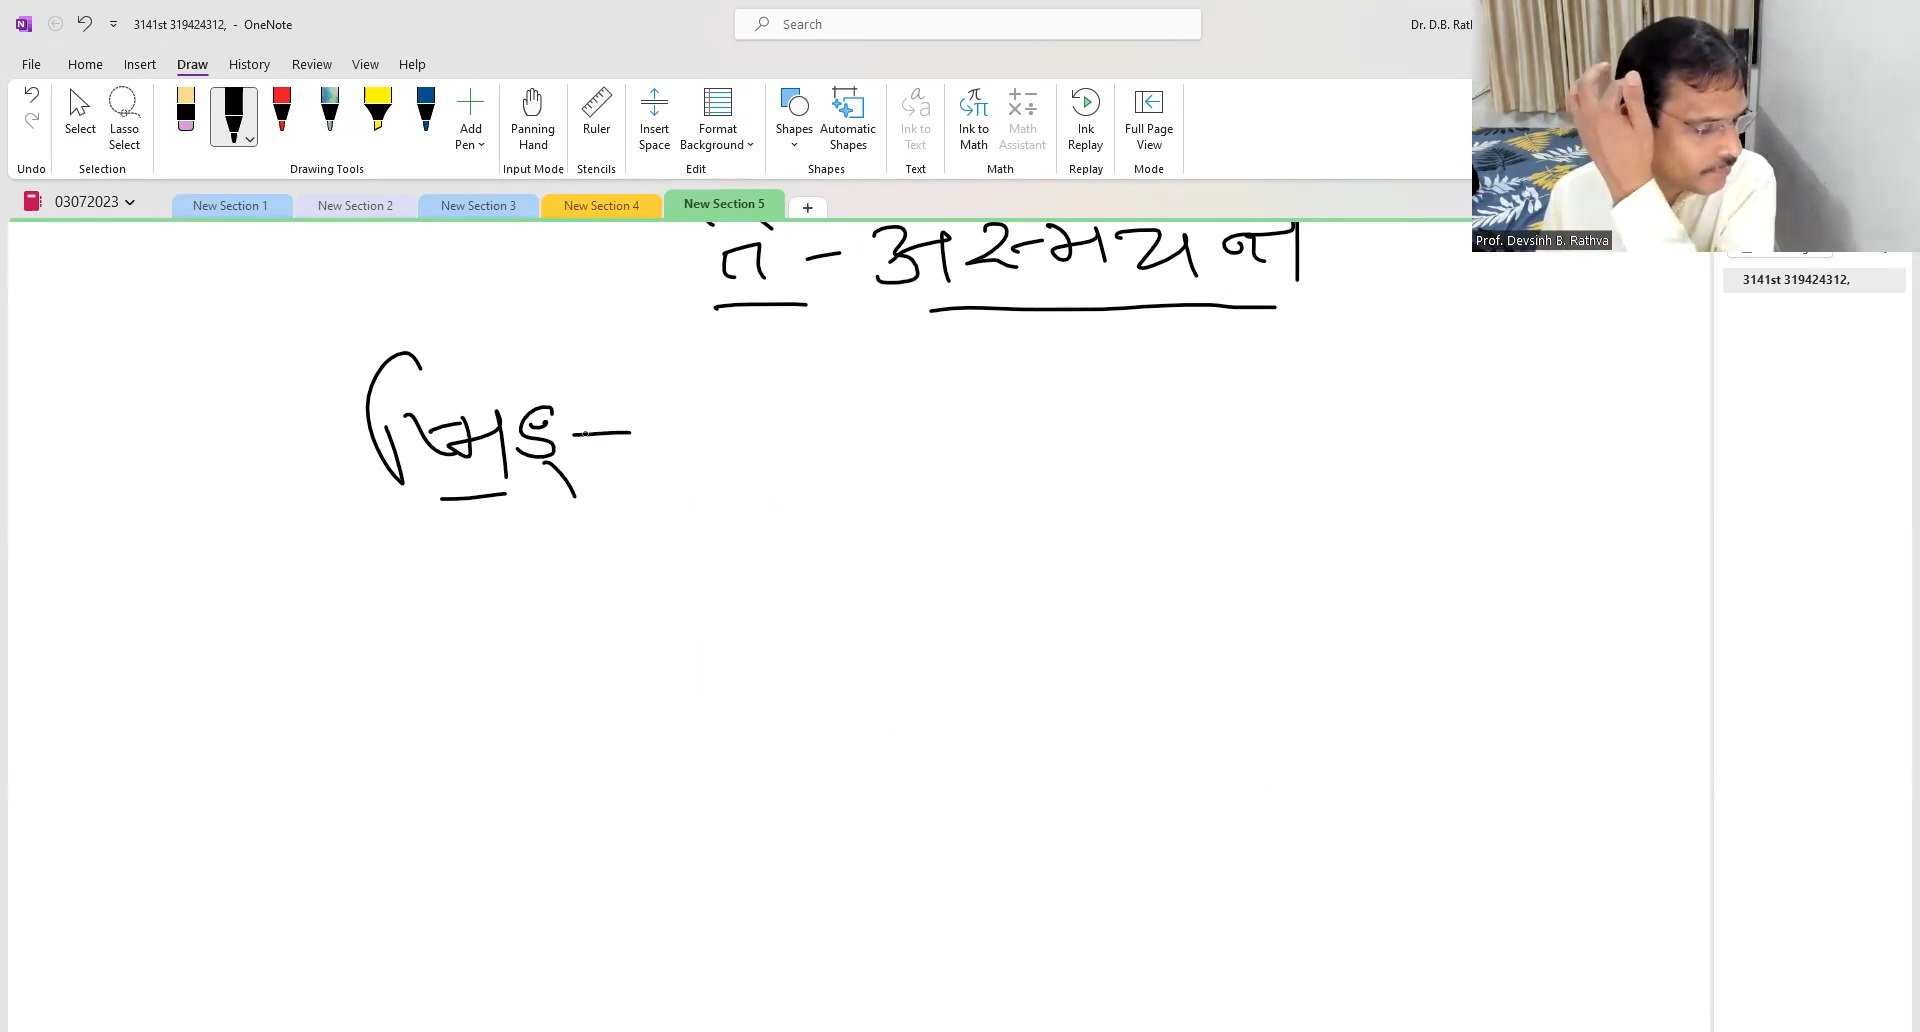 3141st 319424312, - OneNote
Search
Dr. D.B. Rath
File Home Insert Draw History Review View Help
Select
Lasso Select
Add Pen
Panning Hand
Ruler
Insert Space
Format Background
Shapes
Automatic Shapes
Ink to Text
Ink to Math
Math Assistant
Ink Replay
Full Page View
Undo Selection Drawing Tools Input Mode Stencils Edit Shapes Text Math Replay Mode
03072023 New Section 1 New Section 2 New Section 3 New Section 4 New Section 5
Prof. Devsinh B. Rathva
3141st 319424312,